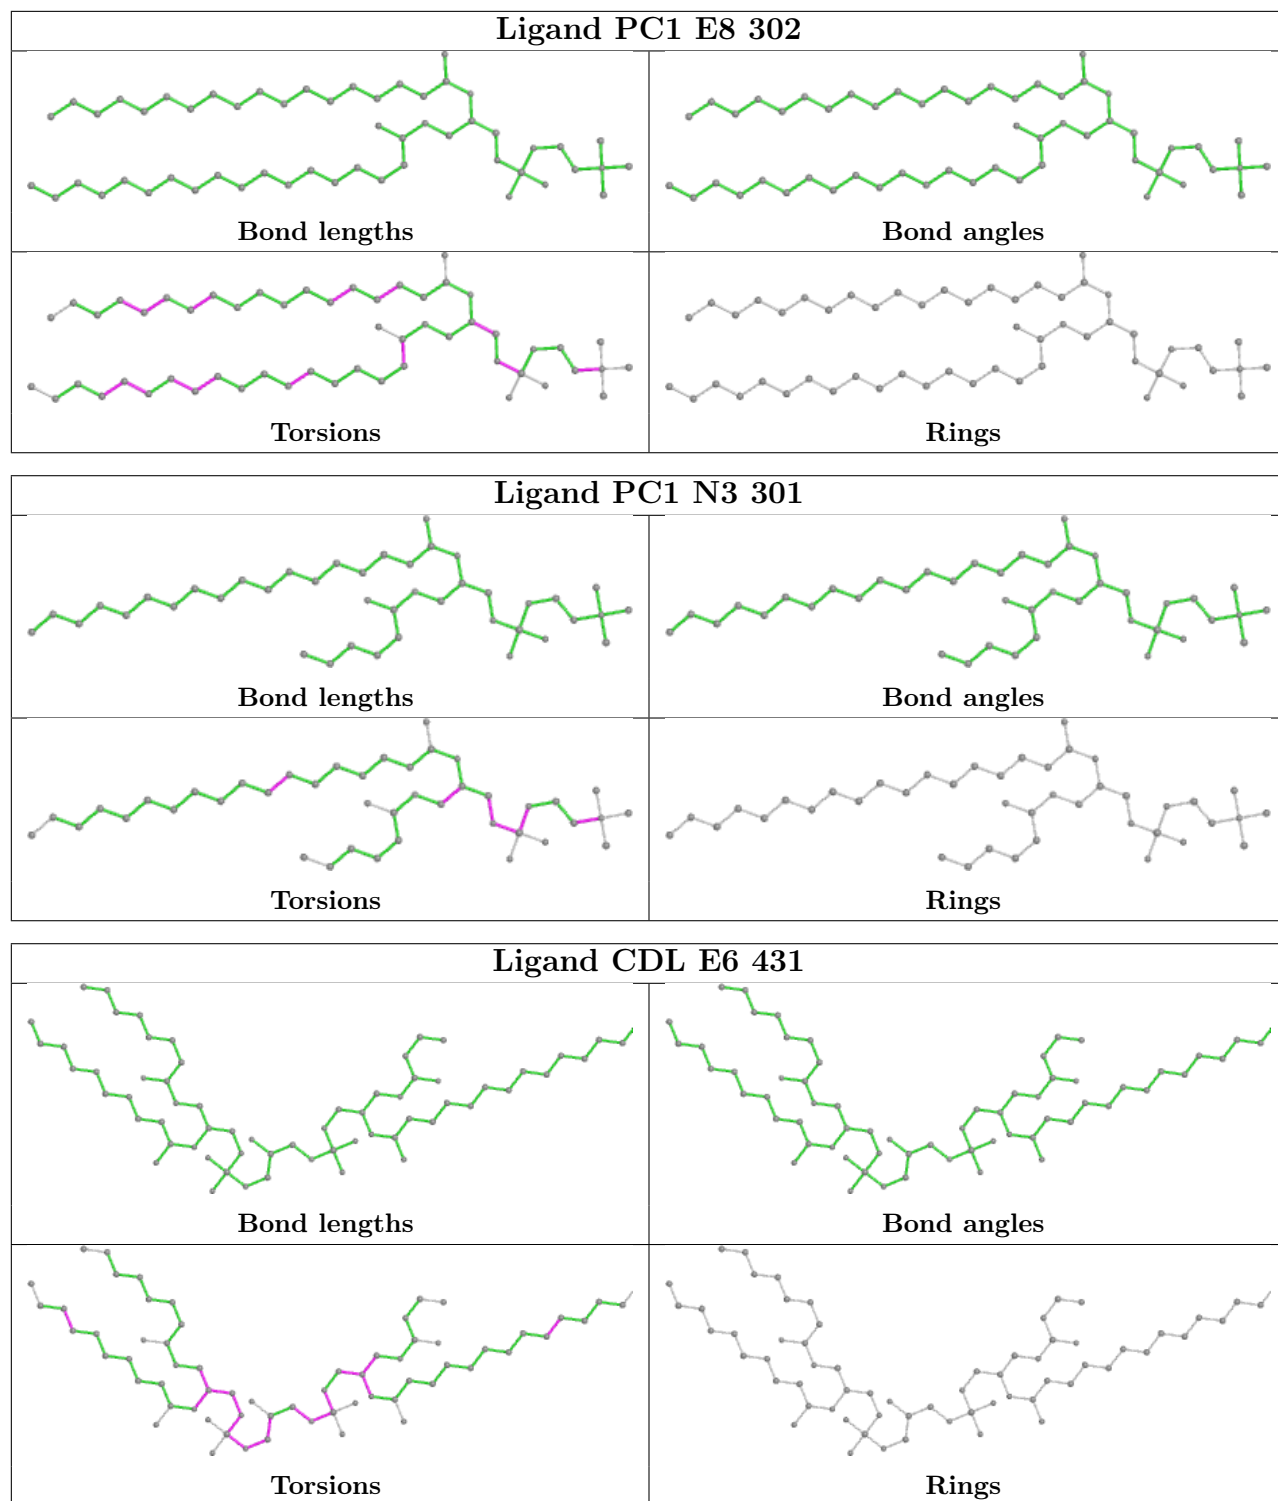 Ligand PC1 E8 302
Bond lengths
Bond angles
Torsions
Rings
Ligand PC1 N3 301
Bond lengths
Bond angles
Torsions
Rings
Ligand CDL E6 431
Bond lengths
Bond angles
Torsions
Rings